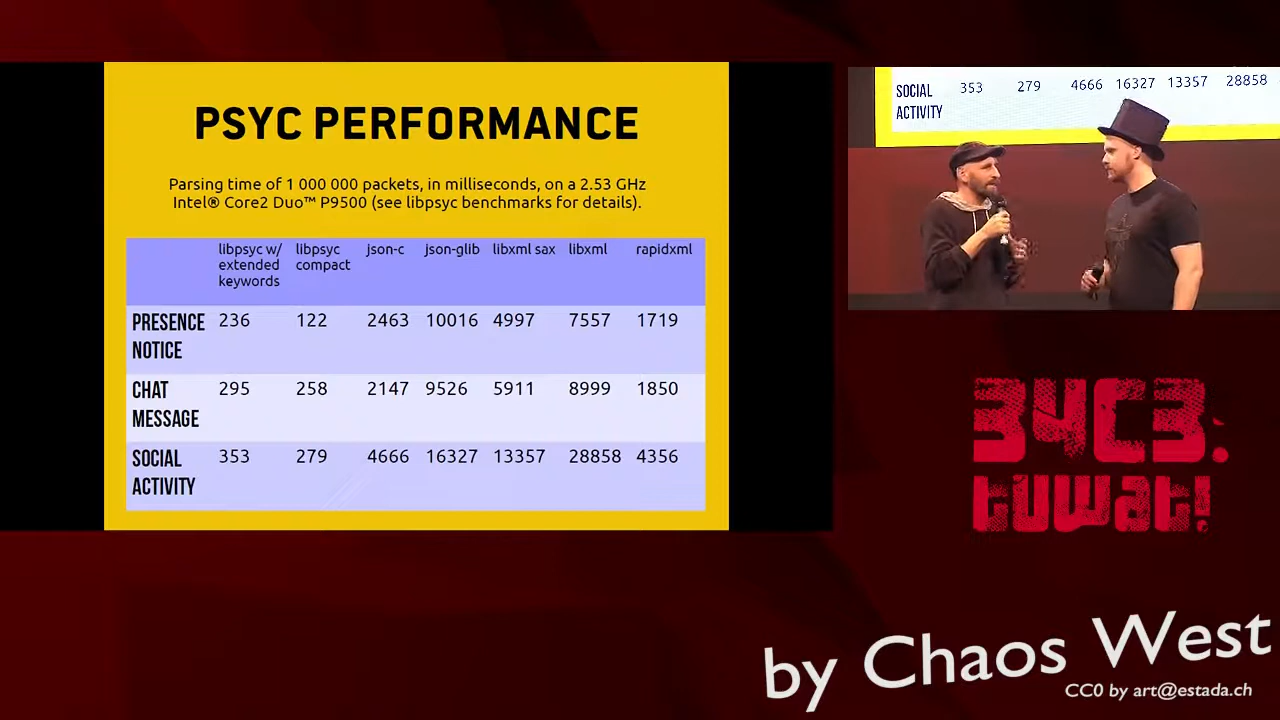 PSYC PERFORMANCE
Parsing time of 1 000 000 packets, in milliseconds, on a 2.53 GHz
Intel® Core2 Duo™ P9500 (see libpsyc benchmarks for details).
libpsyc w/ extended keywords libpsyc compact json-c json-glib libxml sax libxml rapidxml
PRESENCE NOTICE 236 122 2463 10016 4997 7557 1719
CHAT MESSAGE 295 258 2147 9526 5911 8999 1850
SOCIAL ACTIVITY 353 279 4666 16327 13357 28858 4356
SOCIAL ACTIVITY 353 279 4666 16327 13357 28858
34C3:
tuwat!
by Chaos West
CC0 by art@estada.ch